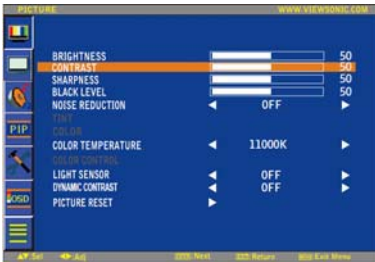 PICTURE WWW.VIEWSONIC.COM
BRIGHTNESS 50
CONTRAST 50
SHARPNESS 50
BLACK LEVEL 50
NOISE REDUCTION OFF
TINT
COLOR
PIP
COLOR TEMPERATURE 11000K
COLOR CONTROL
LIGHT SENSOR OFF
DYNAMIC CONTRAST OFF
OSD
PICTURE RESET
Sel Adj Next Return Exit Menu